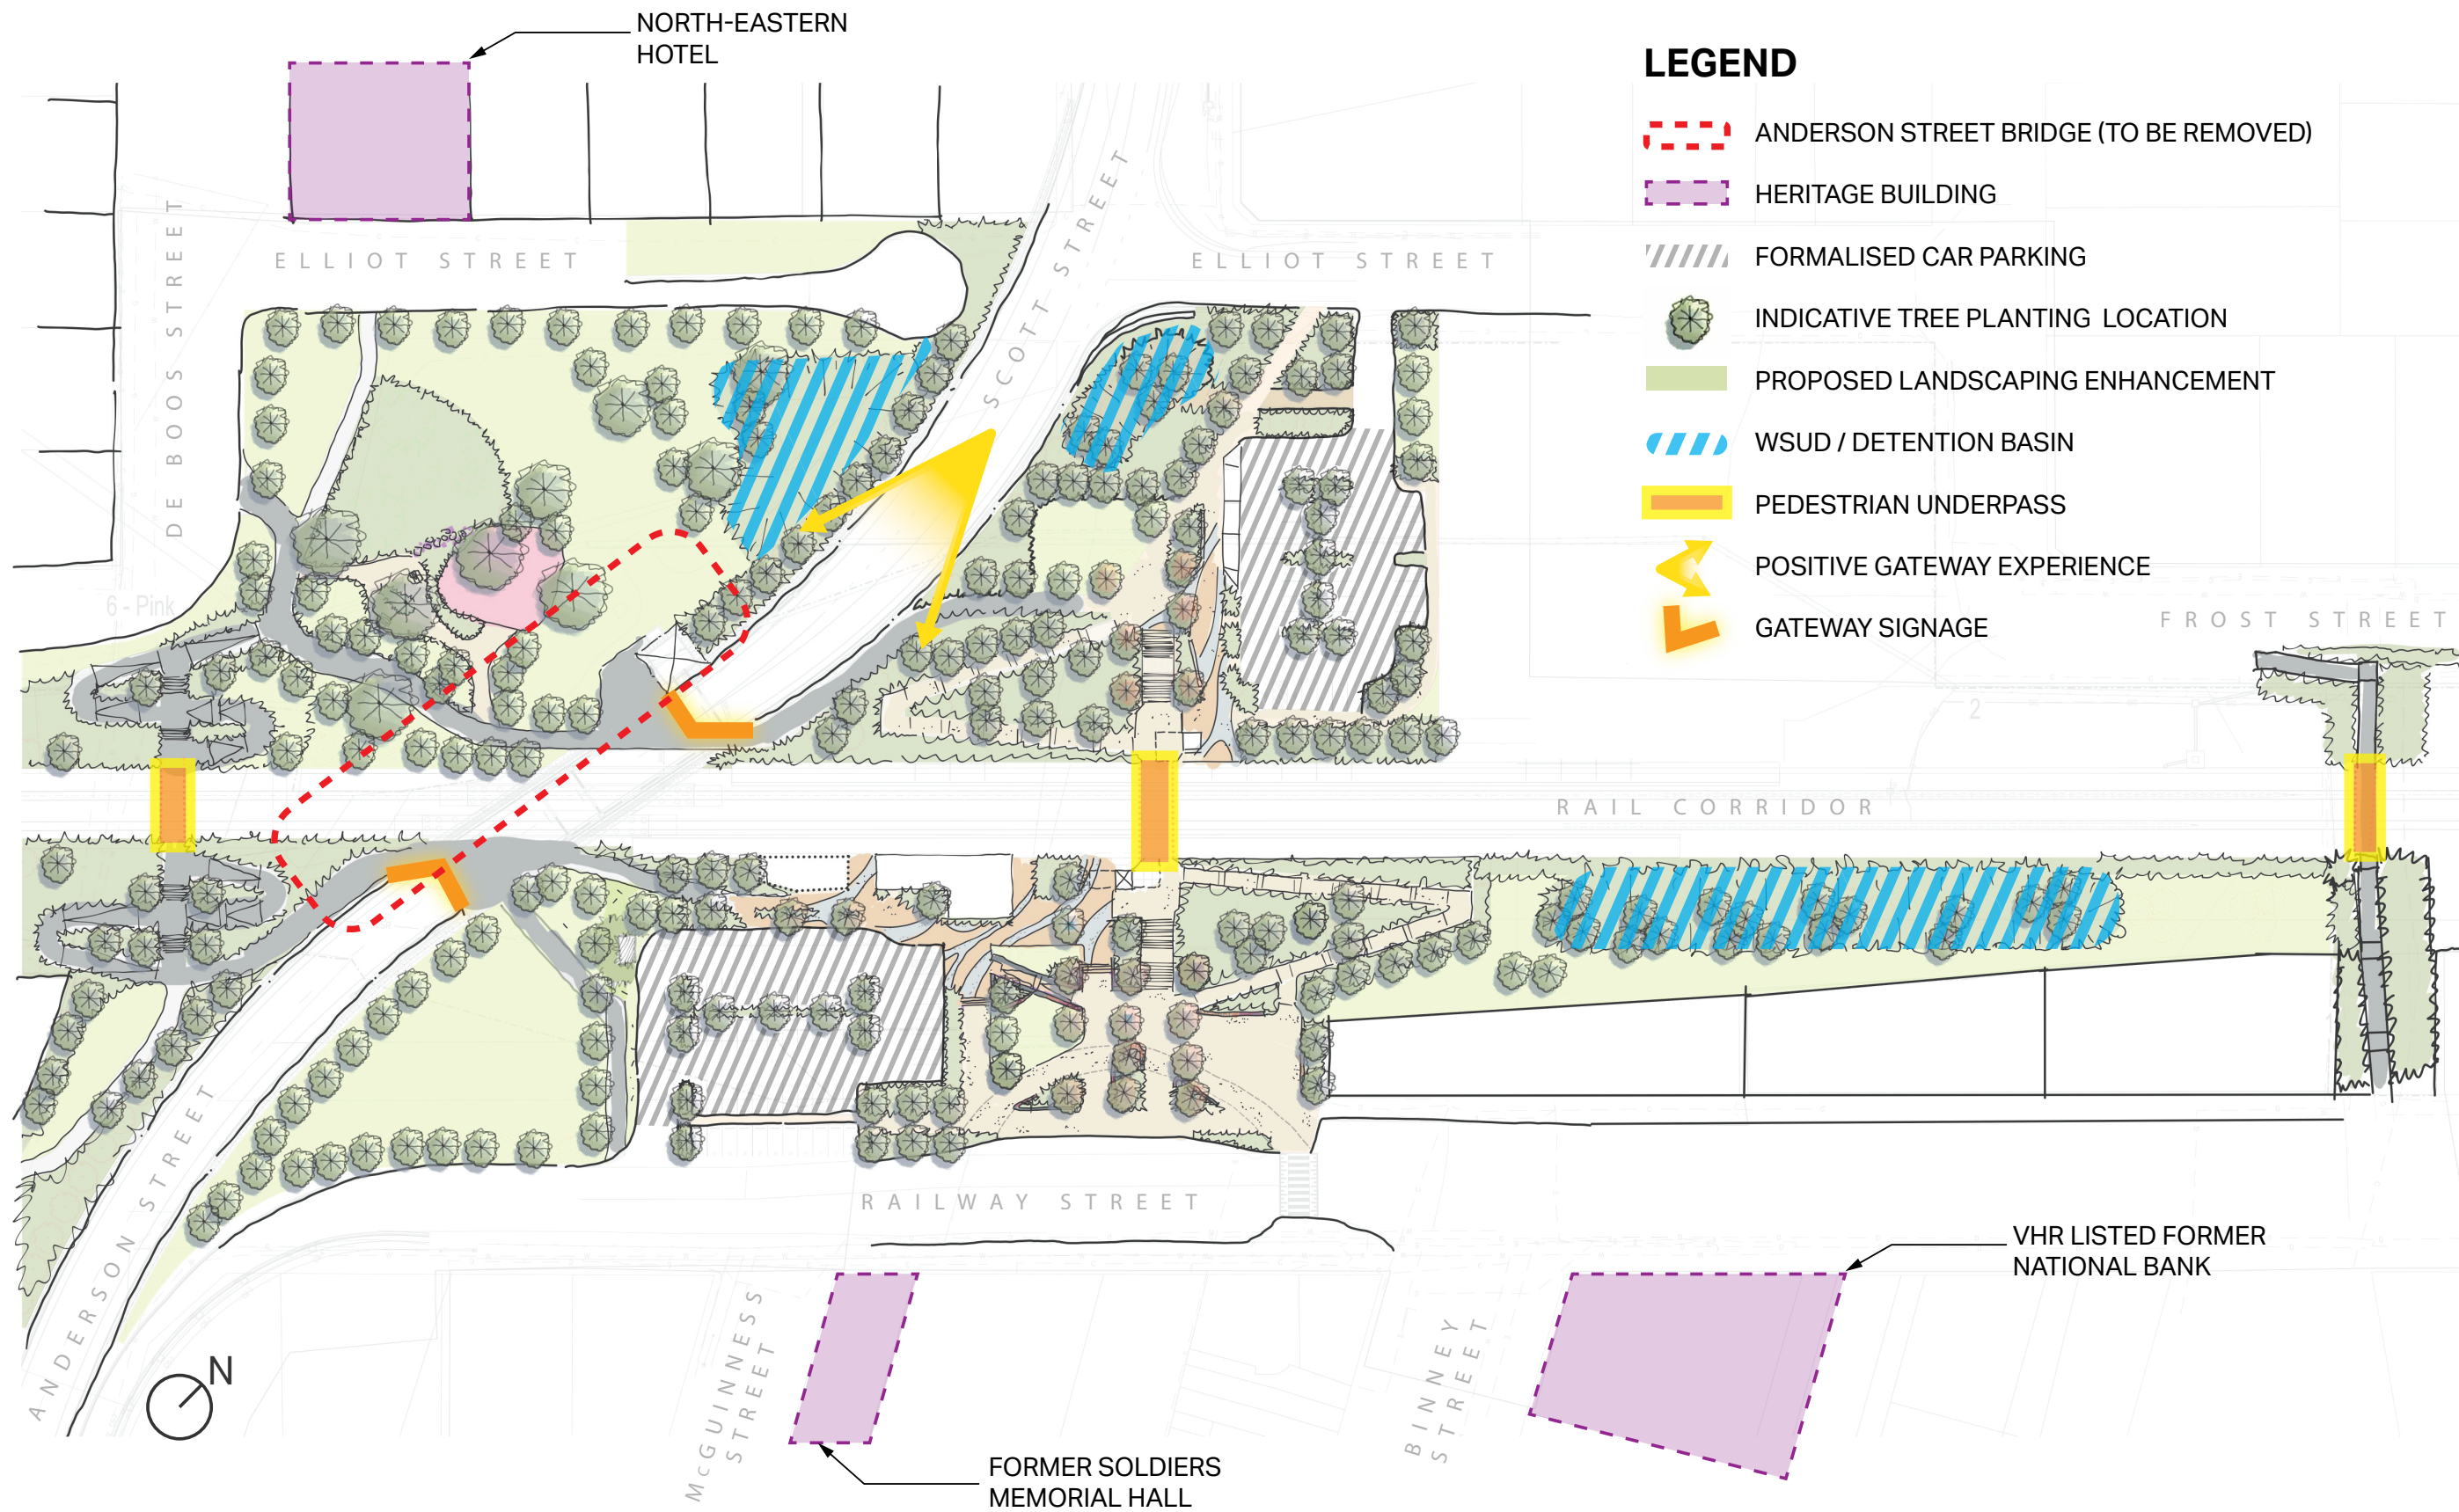 NORTH-EASTERN
HOTEL
LEGEND
ANDERSON STREET BRIDGE (TO BE REMOVED)
HERITAGE BUILDING
FORMALISED CAR PARKING
INDICATIVE TREE PLANTING LOCATION
PROPOSED LANDSCAPING ENHANCEMENT
WSUD / DETENTION BASIN
PEDESTRIAN UNDERPASS
POSITIVE GATEWAY EXPERIENCE
GATEWAY SIGNAGE
ELLIOT STREET
ELLIOT STREET
DE BOOS STREET
SCOTT STREET
6 - Pink
FROST STREET
2
RAIL CORRIDOR
RAILWAY STREET
ANDERSON STREET
McGUINNESS
STREET
BINNEY
STREET
VHR LISTED FORMER
NATIONAL BANK
N
FORMER SOLDIERS
MEMORIAL HALL